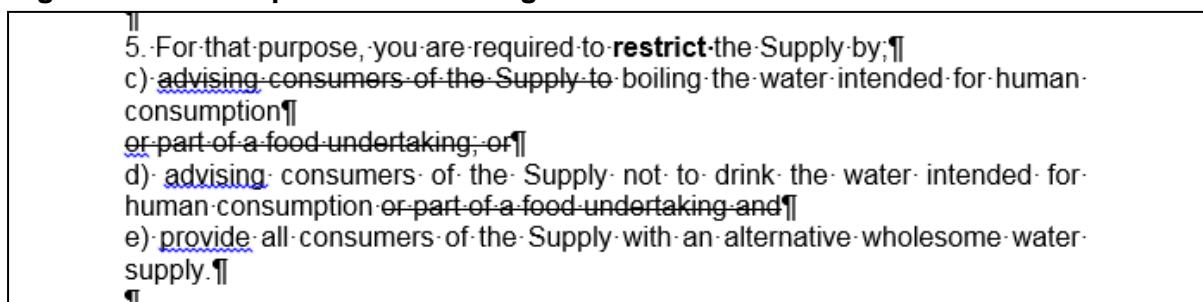 5. For that purpose, you are required to restrict the Supply by;¶
c) advising consumers of the Supply to boiling the water intended for human
consumption¶
or part of a food undertaking; or¶
d) advising consumers of the Supply not to drink the water intended for
human consumption or part of a food undertaking and¶
e) provide all consumers of the Supply with an alternative wholesome water
supply.¶
¶